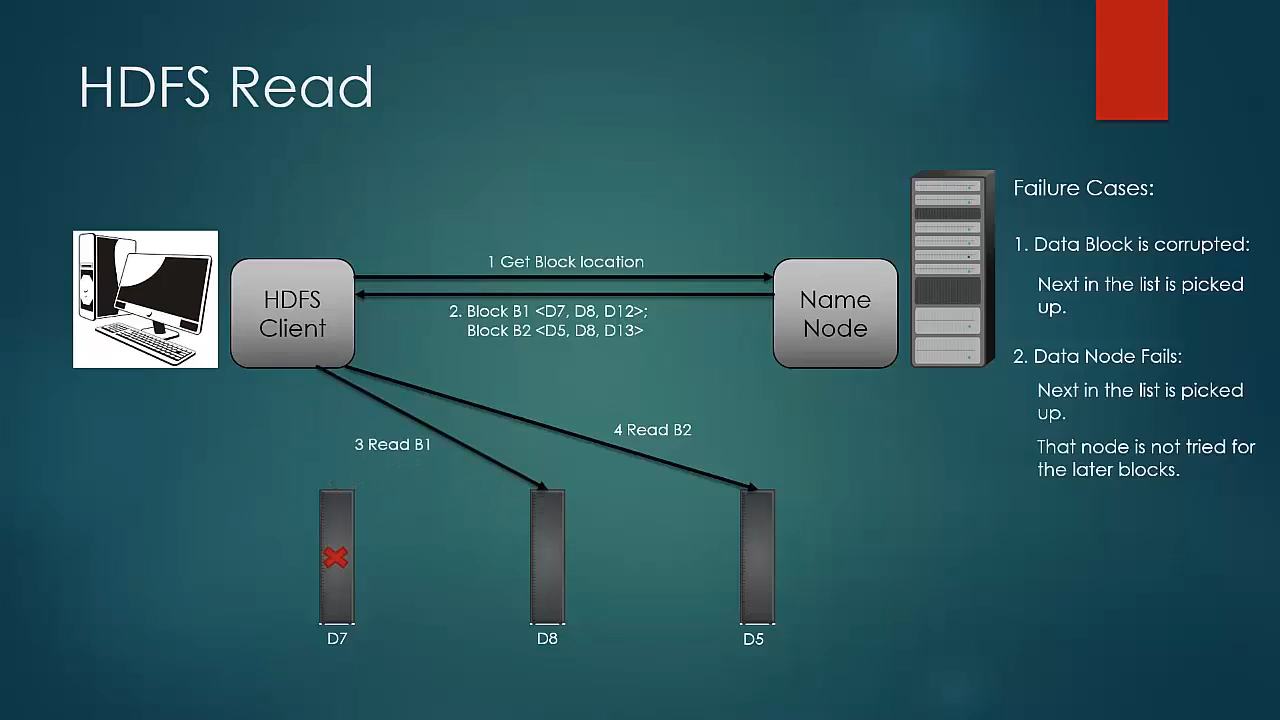 HDFS Read
Failure Cases:
1. Data Block is corrupted:
Next in the list is picked
up.
2. Data Node Fails:
Next in the list is picked
up.
That node is not tried for
the later blocks.
1 Get Block location
HDFS
Client
Name
Node
2. Block B1 <D7, D8, D12>;
Block B2 <D5, D8, D13>
3 Read B1
4 Read B2
D7
D8
D5